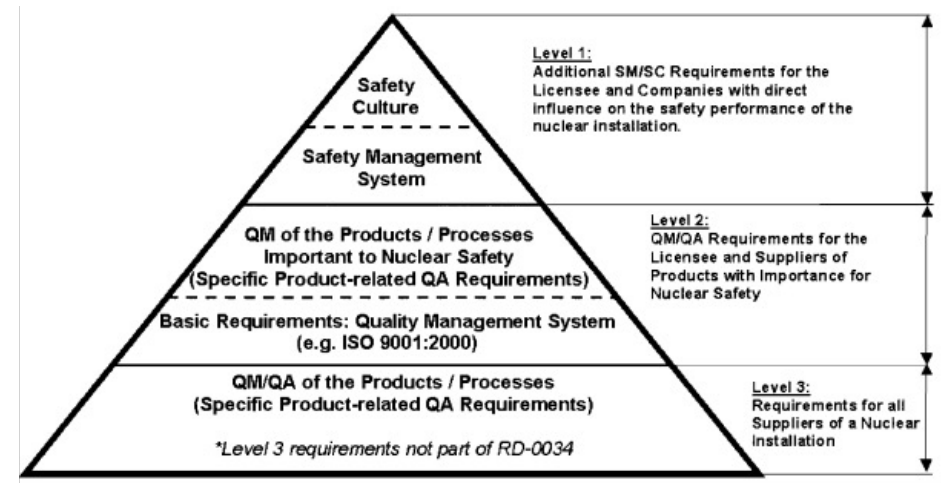 Safety
Culture
Safety Management
System
QM of the Products / Processes
Important to Nuclear Safety
(Specific Product-related QA Requirements)
Basic Requirements: Quality Management System
(e.g. ISO 9001:2000)
QM/QA of the Products / Processes
(Specific Product-related QA Requirements)
*Level 3 requirements not part of RD-0034
Level 1:
Additional SM/SC Requirements for the
Licensee and Companies with direct
influence on the safety performance of the
nuclear installation.
Level 2:
QM/QA Requirements for the
Licensee and Suppliers of
Products with Importance for
Nuclear Safety
Level 3:
Requirements for all
Suppliers of a Nuclear
Installation